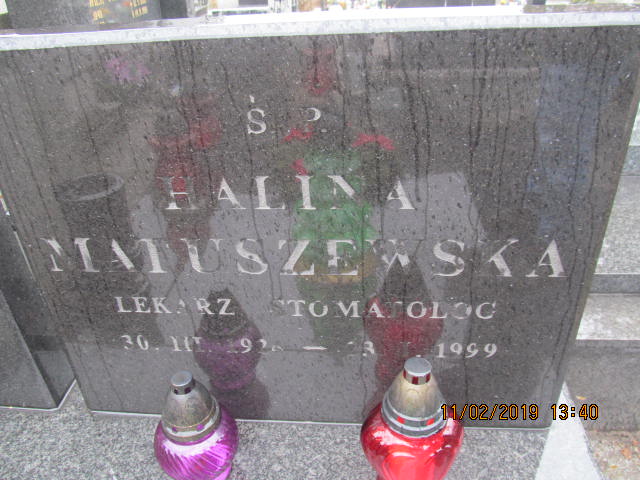 Ś P.
HALINA
MATUSZEWSKA
LEKARZ STOMATOLOG
30. III. — 1999
11/02/2019 13:40